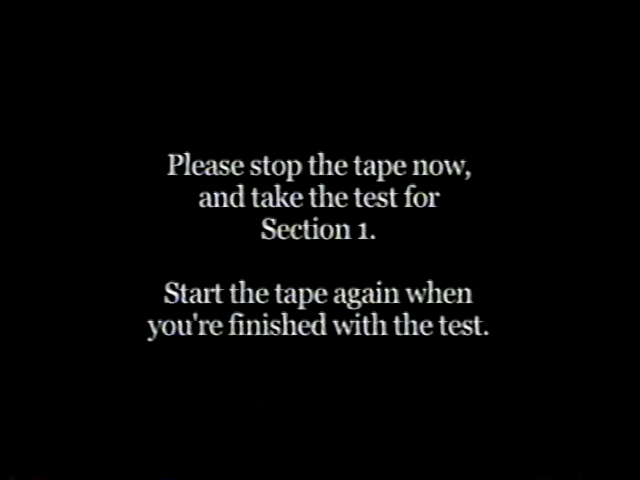 Please stop the tape now,
and take the test for
Section 1.
Start the tape again when
you're finished with the test.